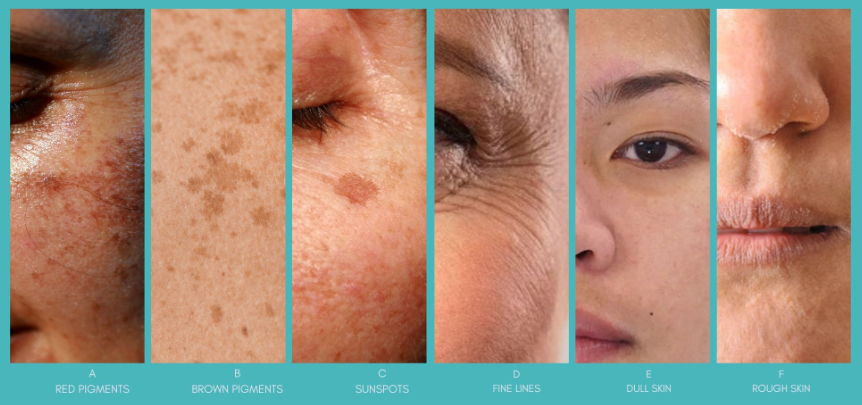 A
RED PIGMENTS
B
BROWN PIGMENTS
C
SUNSPOTS
D
FINE LINES
E
DULL SKIN
F
ROUGH SKIN